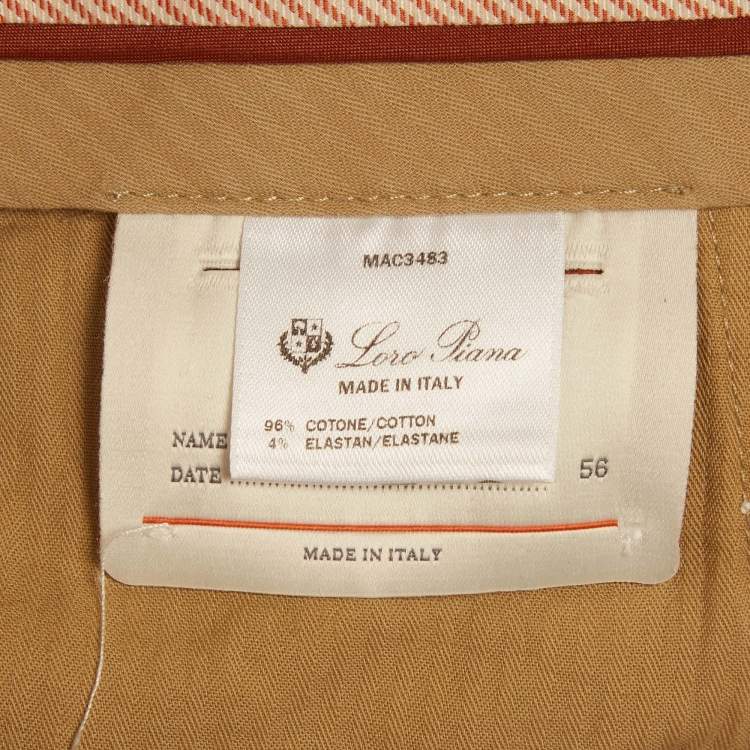 MAC3483
Loro Piana
MADE IN ITALY
96% COTONE/COTTON
4% ELASTAN/ELASTANE
NAME
DATE 56
MADE IN ITALY